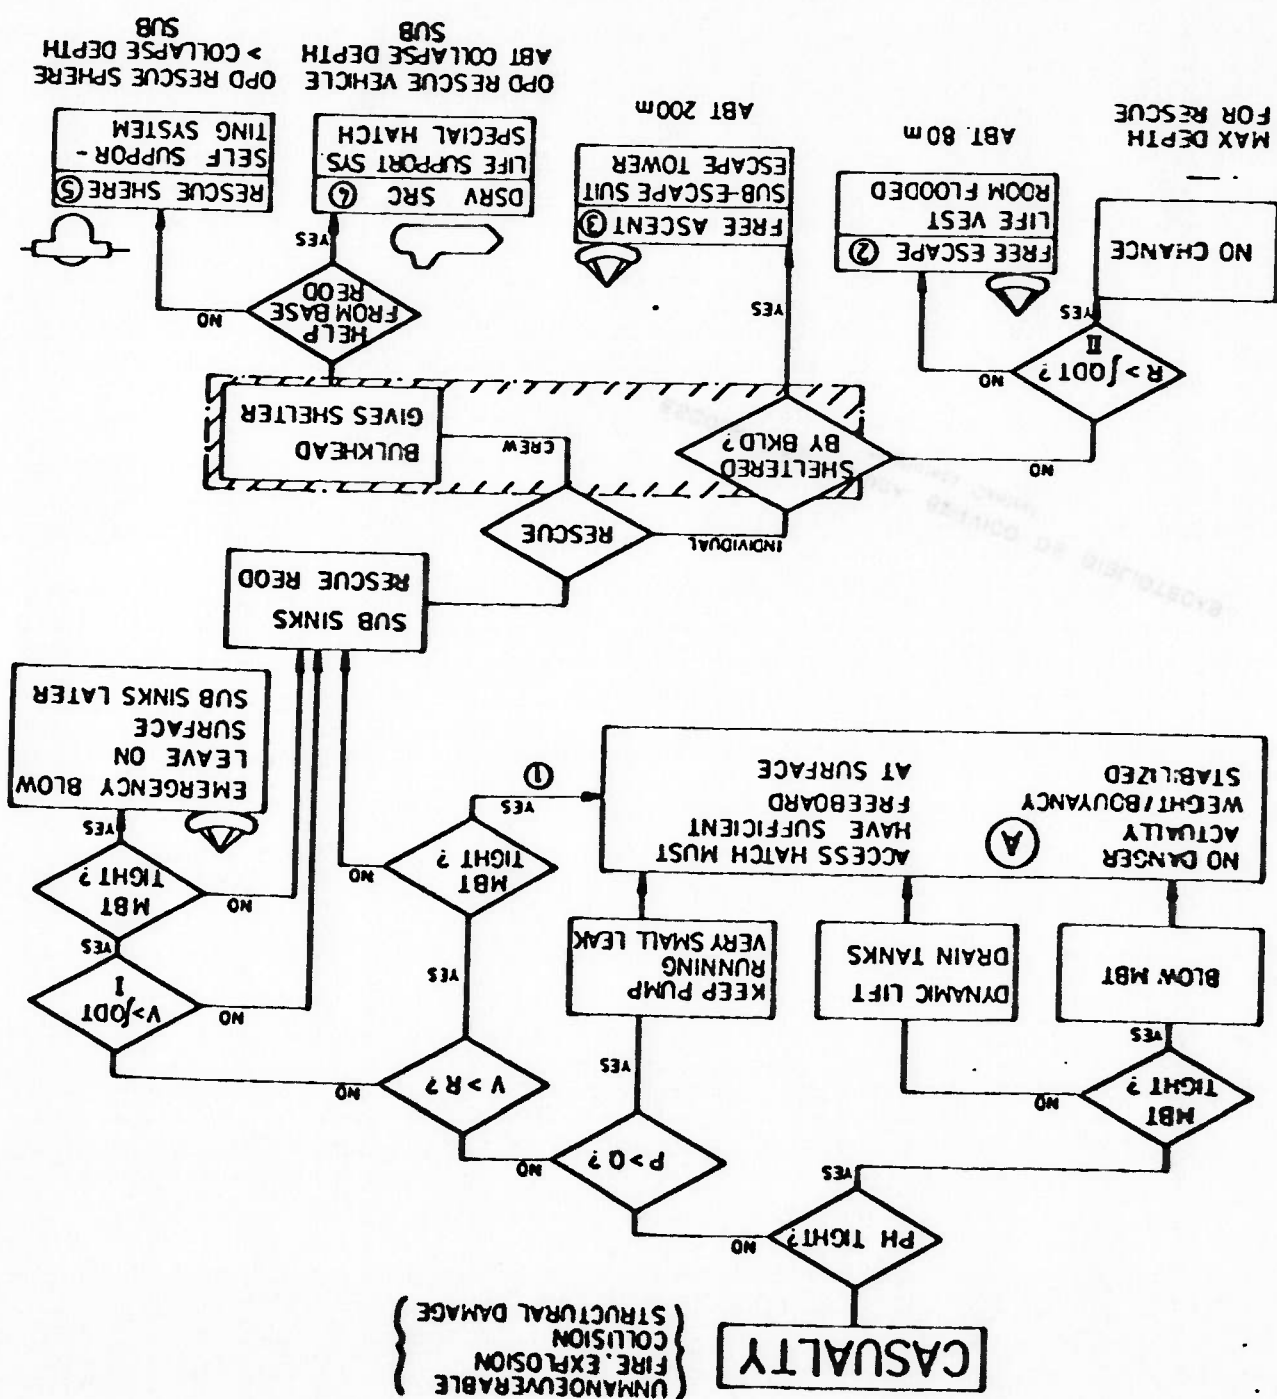 CASUALTY
UNMANOEUVERABLE
FIRE. EXPLOSION
COLLISION
STRUCTURAL DAMAGE
PH TIGHT?
YES
NO
MBT
TIGHT?
YES
NO
P > Q ?
YES
NO
V > R ?
YES
NO
V>∫QDT
I
YES
NO
BLOW MBT
DYNAMIC LIFT
DRAIN TANKS
KEEP PUMP
RUNNING
VERY SMALL LEAK
MBT
TIGHT?
YES
NO
MBT
TIGHT?
YES
NO
NO DANGER
ACTUALLY
WEIGHT/BOUYANCY
STABILIZED
A
ACCESS HATCH MUST
HAVE SUFFICIENT
FREEBOARD
AT SURFACE
1
EMERGENCY BLOW
LEAVE ON
SURFACE
SUB SINKS LATER
SUB SINKS
RESCUE REQD
RESCUE
INDIVIDUAL
CREW
SHELTERED
BY BKLD?
NO
YES
BULKHEAD
GIVES SHELTER
R > ∫QDT?
II
YES
NO
HELP
FROM BASE
REQD
YES
NO
NO CHANCE
FREE ESCAPE 2
LIFE VEST
ROOM FLOODED
FREE ASCENT 3
SUB-ESCAPE SUIT
ESCAPE TOWER
DSRV SRC 4
LIFE SUPPORT SYS.
SPECIAL HATCH
RESCUE SHERE 5
SELF SUPPOR-
TING SYSTEM
MAX DEPTH
FOR RESCUE
—
ABT. 80 m
ABT 200 m
OPD RESCUE VEHICLE
ABT COLLAPSE DEPTH
SUB
OPD RESCUE SPHERE
> COLLAPSE DEPTH
SUB